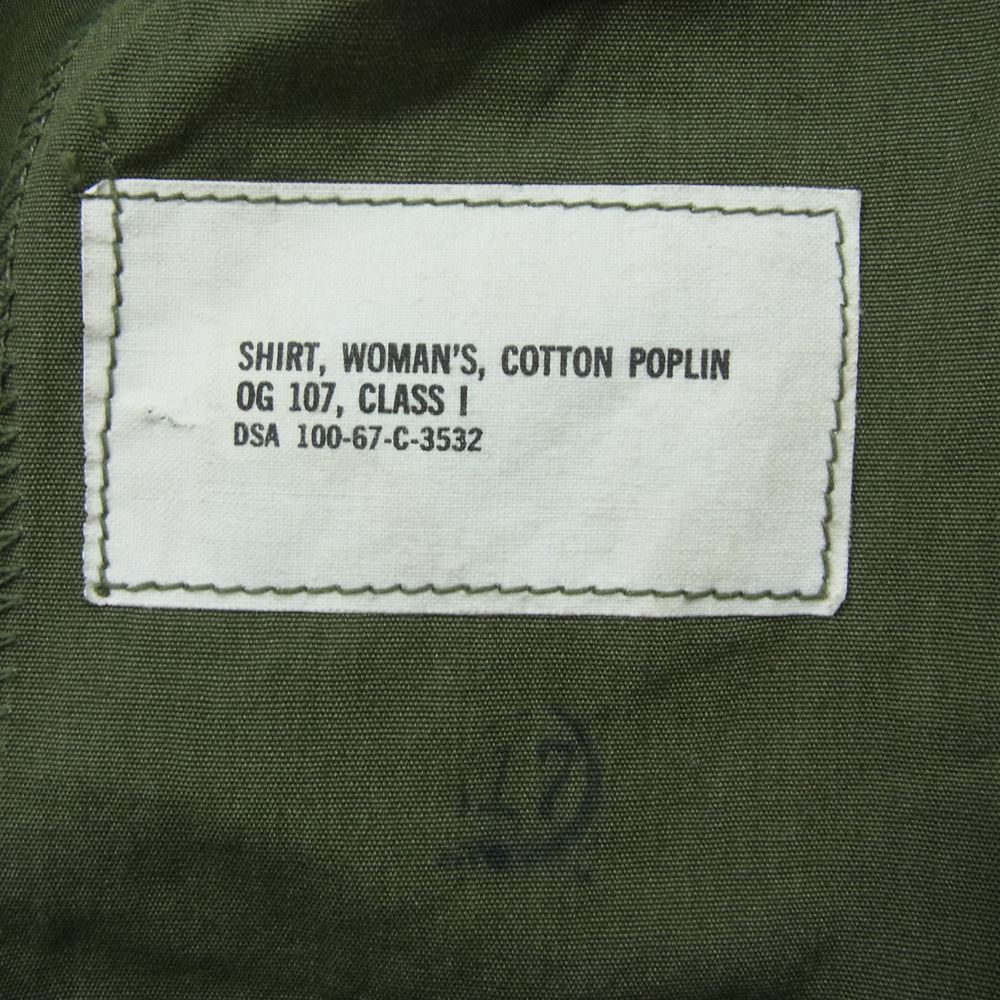 SHIRT, WOMAN'S, COTTON POPLIN
OG 107, CLASS I
DSA 100-67-C-3532